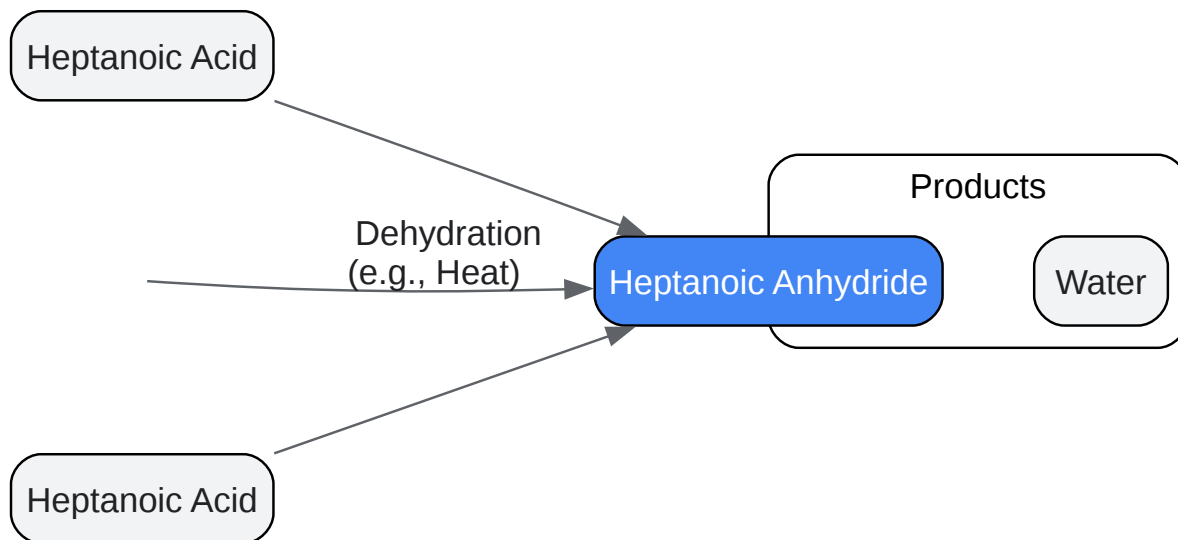 Heptanoic Acid
Products
Dehydration
(e.g., Heat)
Heptanoic Anhydride
Water
Heptanoic Acid